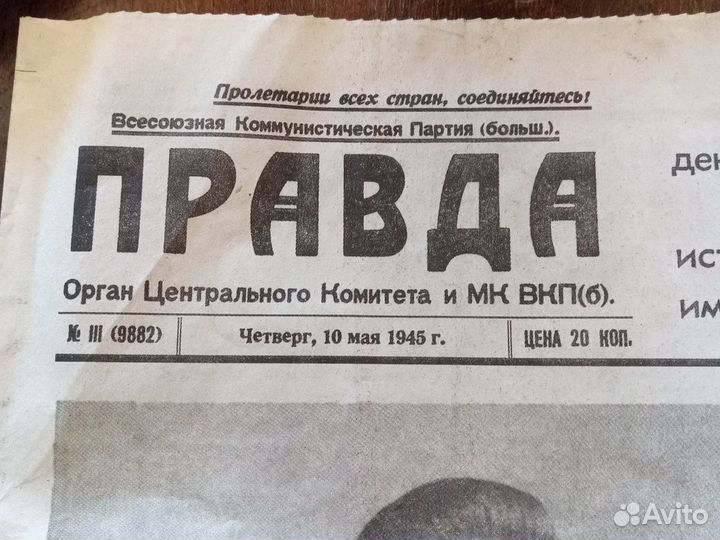 Пролетарии всех стран, соединяйтесь!
Всесоюзная Коммунистическая Партия (больш.).
ПРАВДА
Орган Центрального Комитета и МК ВКП(б).
№ 111 (9882) Четверг, 10 мая 1945 г. ЦЕНА 20 КОП.
ист
им
Avito